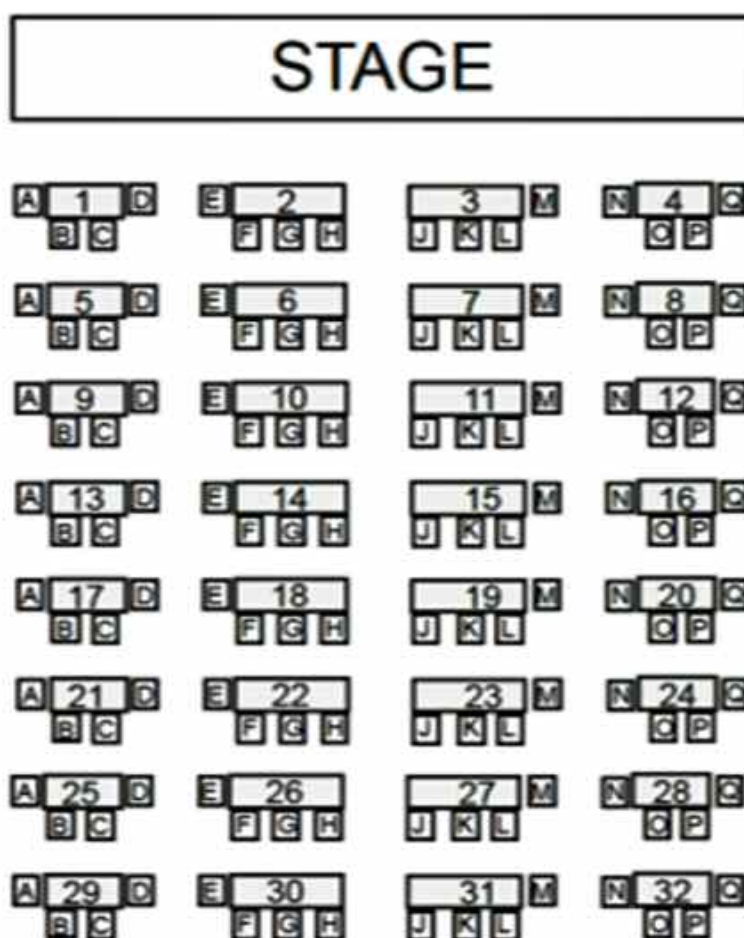 STAGE
A 1 D E 2 3 M N 4 Q
B C F G H J K L O P
A 5 D E 6 7 M N 8 Q
B C F G H J K L O P
A 9 D E 10 11 M N 12 Q
B C F G H J K L O P
A 13 D E 14 15 M N 16 Q
B C F G H J K L O P
A 17 D E 18 19 M N 20 Q
B C F G H J K L O P
A 21 D E 22 23 M N 24 Q
B C F G H J K L O P
A 25 D E 26 27 M N 28 Q
B C F G H J K L O P
A 29 D E 30 31 M N 32 Q
B C F G H J K L O P